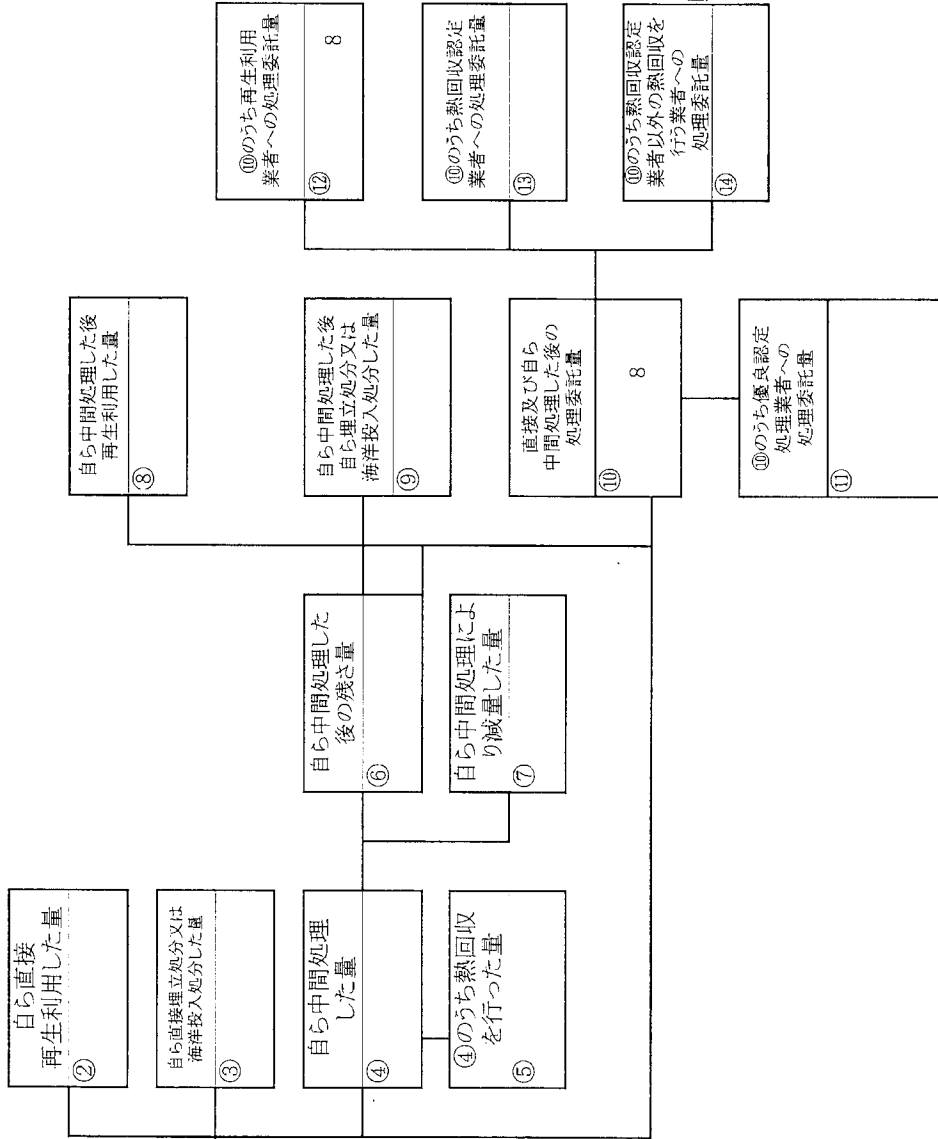 自ら直接
再生利用した量
②
自ら直接埋立処分又は
海洋投入処分した量
③
自ら中間処理
した量
④
④のうち熱回収
を行った量
⑤
自ら中間処理した
後の残さ量
⑥
自ら中間処理によ
り減量した量
⑦
自ら中間処理した後
再生利用した量
⑧
自ら中間処理した後
自ら埋立処分又は
海洋投入処分した量
⑨
直接及び自ら
中間処理した後の
処理委託量
⑩
8
⑩のうち優良認定
処理業者への
処理委託量
⑪
⑩のうち再生利用
業者への処理委託量
⑫
8
⑩のうち熱回収認定
業者への処理委託量
⑬
⑩のうち熱回収認定
業者以外の熱回収を
行う業者への
処理委託量
⑭